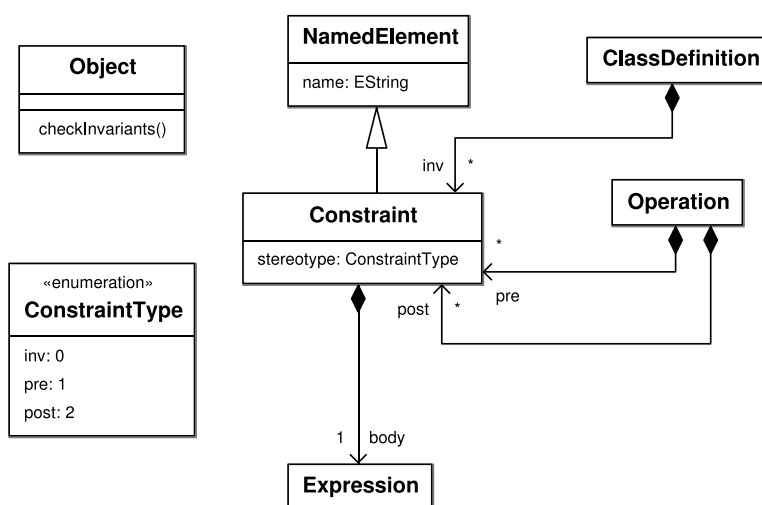 NamedElement
name: EString
Object
checkInvariants()
ClassDefinition
inv *
Constraint
stereotype: ConstraintType
Operation
*
pre
post *
«enumeration»
ConstraintType
inv: 0
pre: 1
post: 2
1 body
Expression